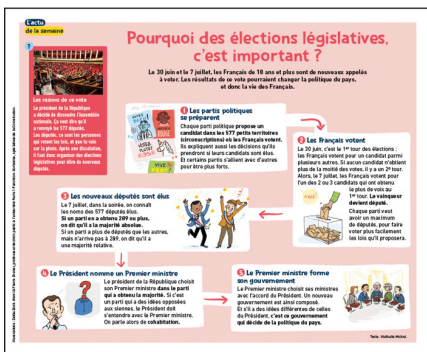 L'actu
de la semaine
Pourquoi des élections législatives,
c'est important ?
Le 30 juin et le 7 juillet, les Français de 18 ans et plus sont de nouveau appelés
à voter. Les résultats de ce vote pourraient changer la politique du pays,
et donc la vie des Français.
Les raisons de ce vote
Le président de la République
a décidé de dissoudre l'Assemblée
nationale. Ça veut dire qu'il
a renvoyé les 577 députés.
Les députés, ce sont les personnes
qui votent les lois, et que tu vois
sur la photo. Après une dissolution,
il faut donc organiser des élections
législatives pour élire de nouveaux
députés.
1 Les partis politiques
se préparent
Chaque parti politique propose un
candidat dans les 577 petits territoires
(circonscriptions) où les Français votent.
Ils expliquent aussi les décisions qu'ils
prendront si leurs candidats sont élus.
Et certains partis s'allient avec d'autres
pour être plus forts.
2 Les Français votent
Le 30 juin, c'est le 1er tour des élections :
les Français votent pour un candidat parmi
plusieurs autres. Si aucun candidat n'obtient
plus de la moitié des votes, il y a un 2e tour.
Alors, le 7 juillet, les Français votent pour
l'un des 2 ou 3 candidats qui ont obtenu
le plus de voix au
1er tour. Le vainqueur
devient député.
Chaque parti veut
avoir un maximum
de députés, pour faire
voter plus facilement
les lois qu'il proposera.
3 Les nouveaux députés sont élus
Le 7 juillet, dans la soirée, on connaît
les noms des 577 députés élus.
Si un parti en a obtenu 289 ou plus,
on dit qu'il a la majorité absolue.
Si un parti a plus de députés que les autres,
mais n'arrive pas à 289, on dit qu'il a
une majorité relative.
4 Le Président nomme un Premier ministre
Le président de la République choisit
son Premier ministre dans le parti
qui a obtenu la majorité. Si c'est
un parti qui a des idées opposées
aux siennes, le Président doit
s'entendre avec le Premier ministre.
On parle alors de cohabitation.
5 Le Premier ministre forme
son gouvernement
Le Premier ministre choisit ses ministres
avec l'accord du Président. Un nouveau
gouvernement est ainsi composé.
Et s'il a des idées différentes de celles
du Président, c'est ce gouvernement
qui décide de la politique du pays.